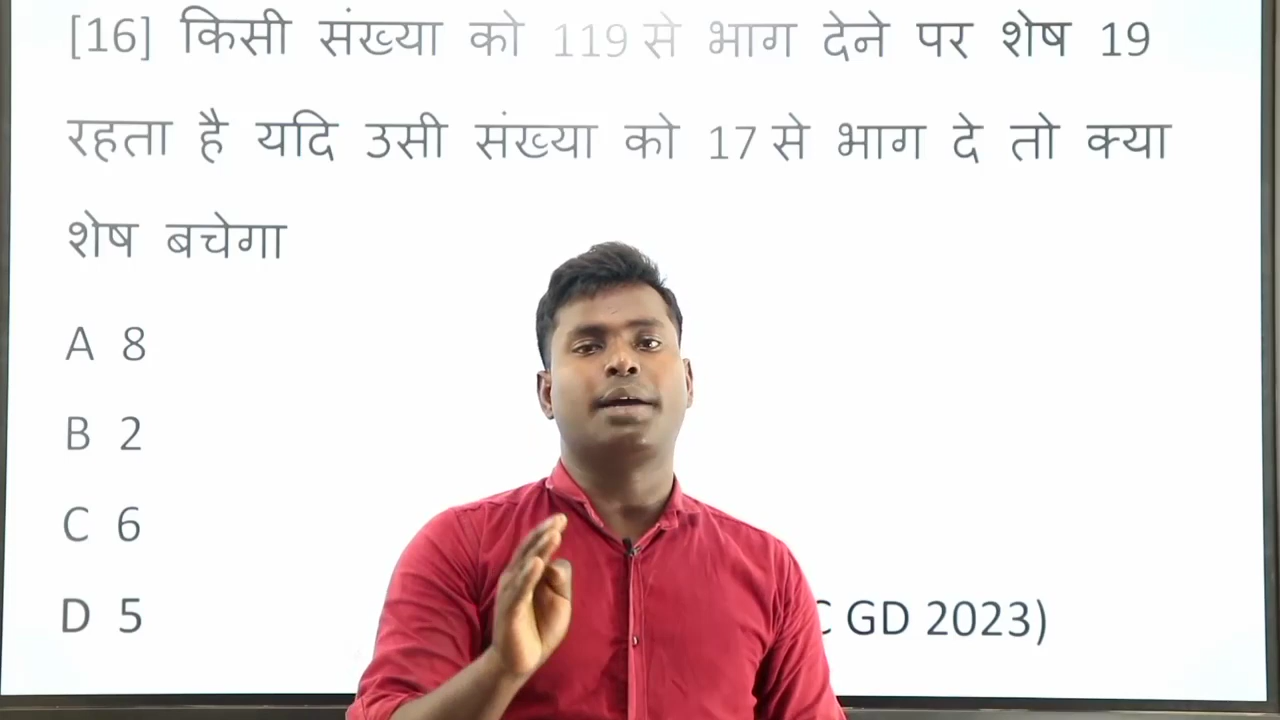 [16] किसी संख्या को 119 से भाग देने पर शेष 19
रहता है यदि उसी संख्या को 17 से भाग दे तो क्या
शेष बचेगा
A 8
B 2
C 6
D 5
GD 2023)